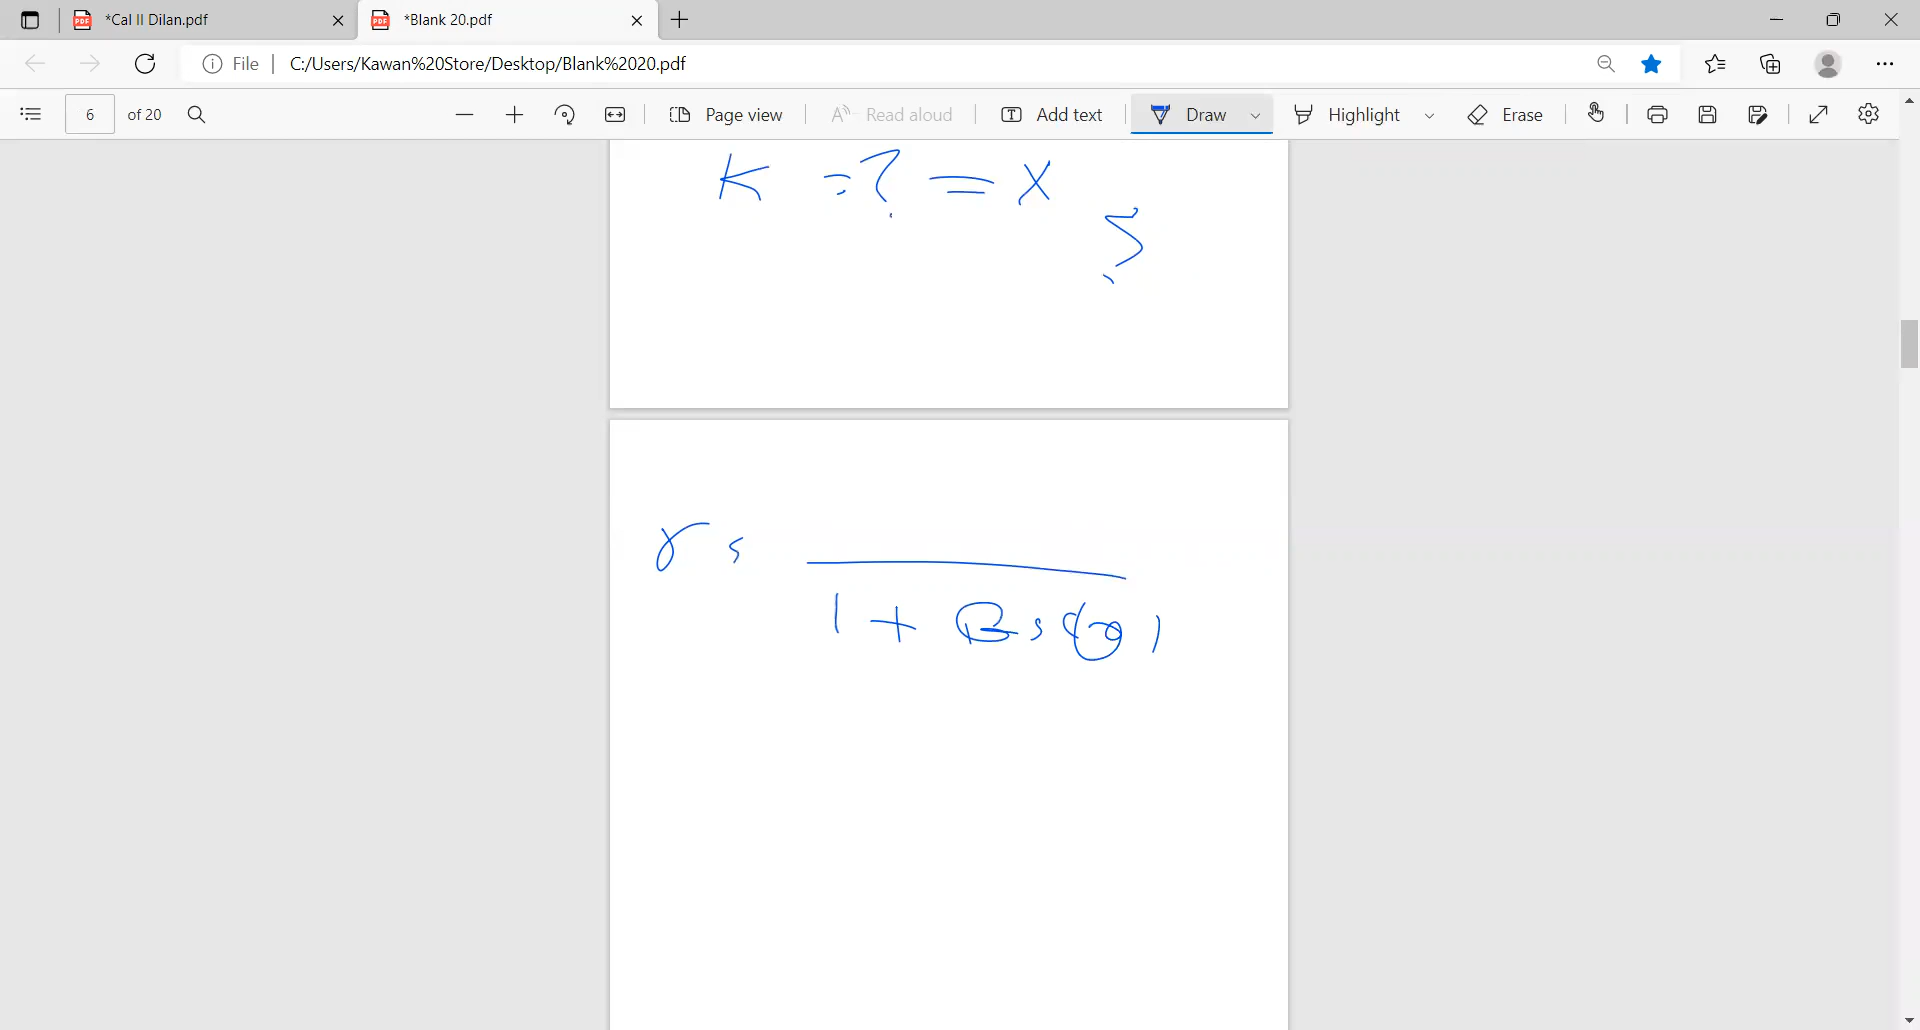 *Cal II Dilan.pdf
*Blank 20.pdf
File C:/Users/Kawan%20Store/Desktop/Blank%2020.pdf
6 of 20 Page view Read aloud Add text Draw Highlight Erase
K =? = x
?
r =
1 +